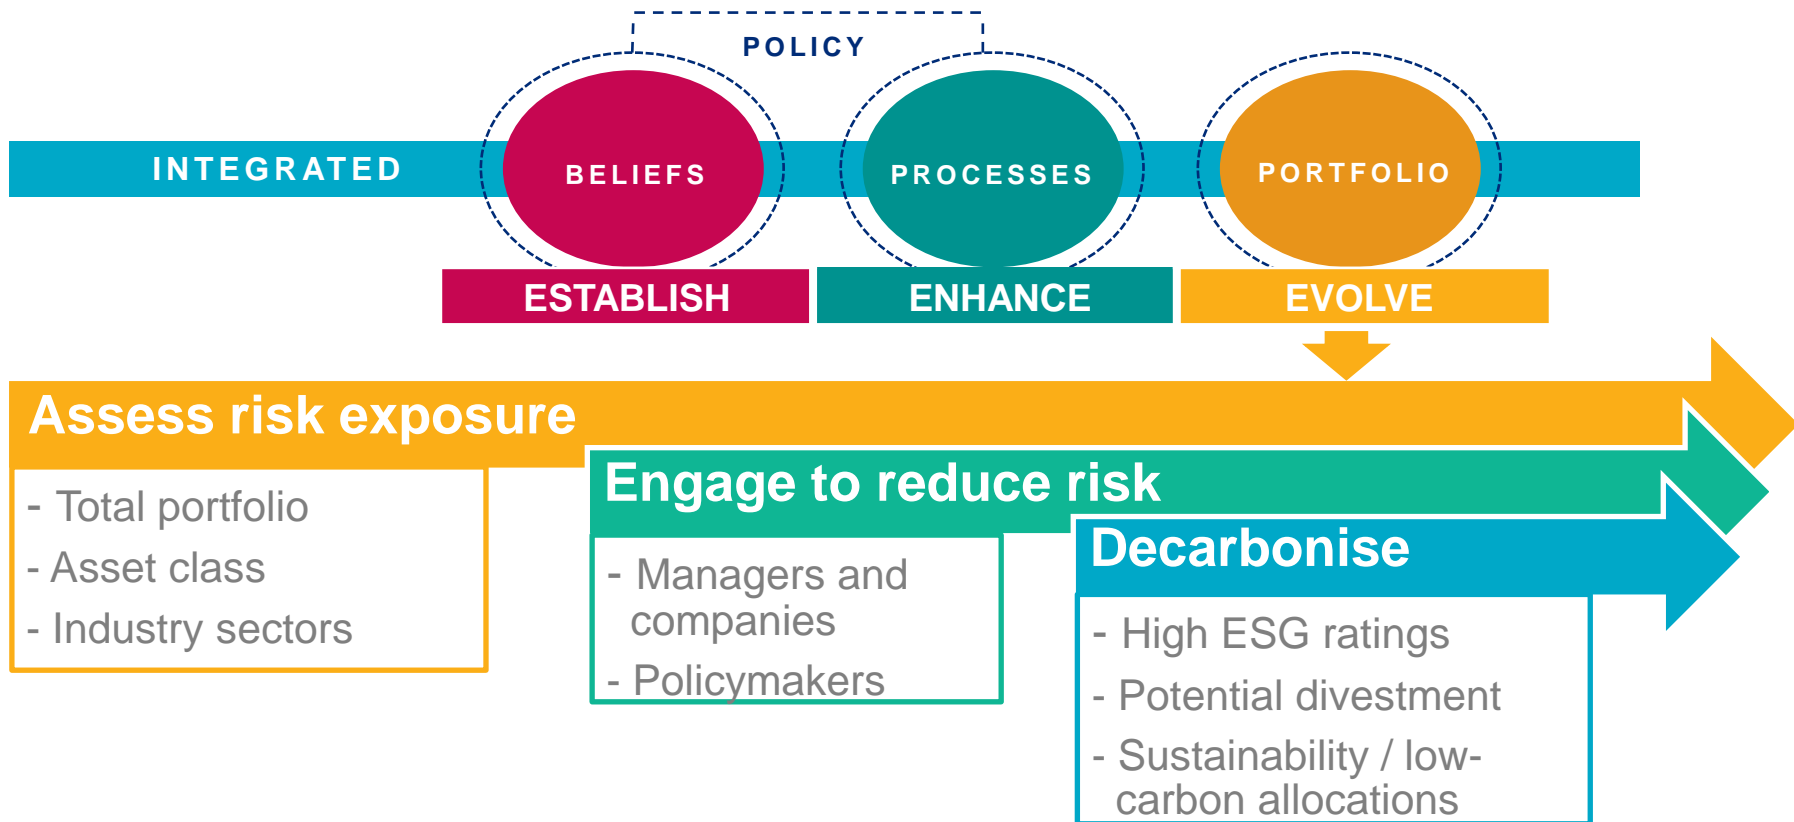 POLICY
INTEGRATED
BELIEFS
PROCESSES
PORTFOLIO
ESTABLISH
ENHANCE
EVOLVE
Assess risk exposure
- Total portfolio
- Asset class
- Industry sectors
Engage to reduce risk
- Managers and
companies
- Policymakers
Decarbonise
- High ESG ratings
- Potential divestment
- Sustainability / low-
carbon allocations